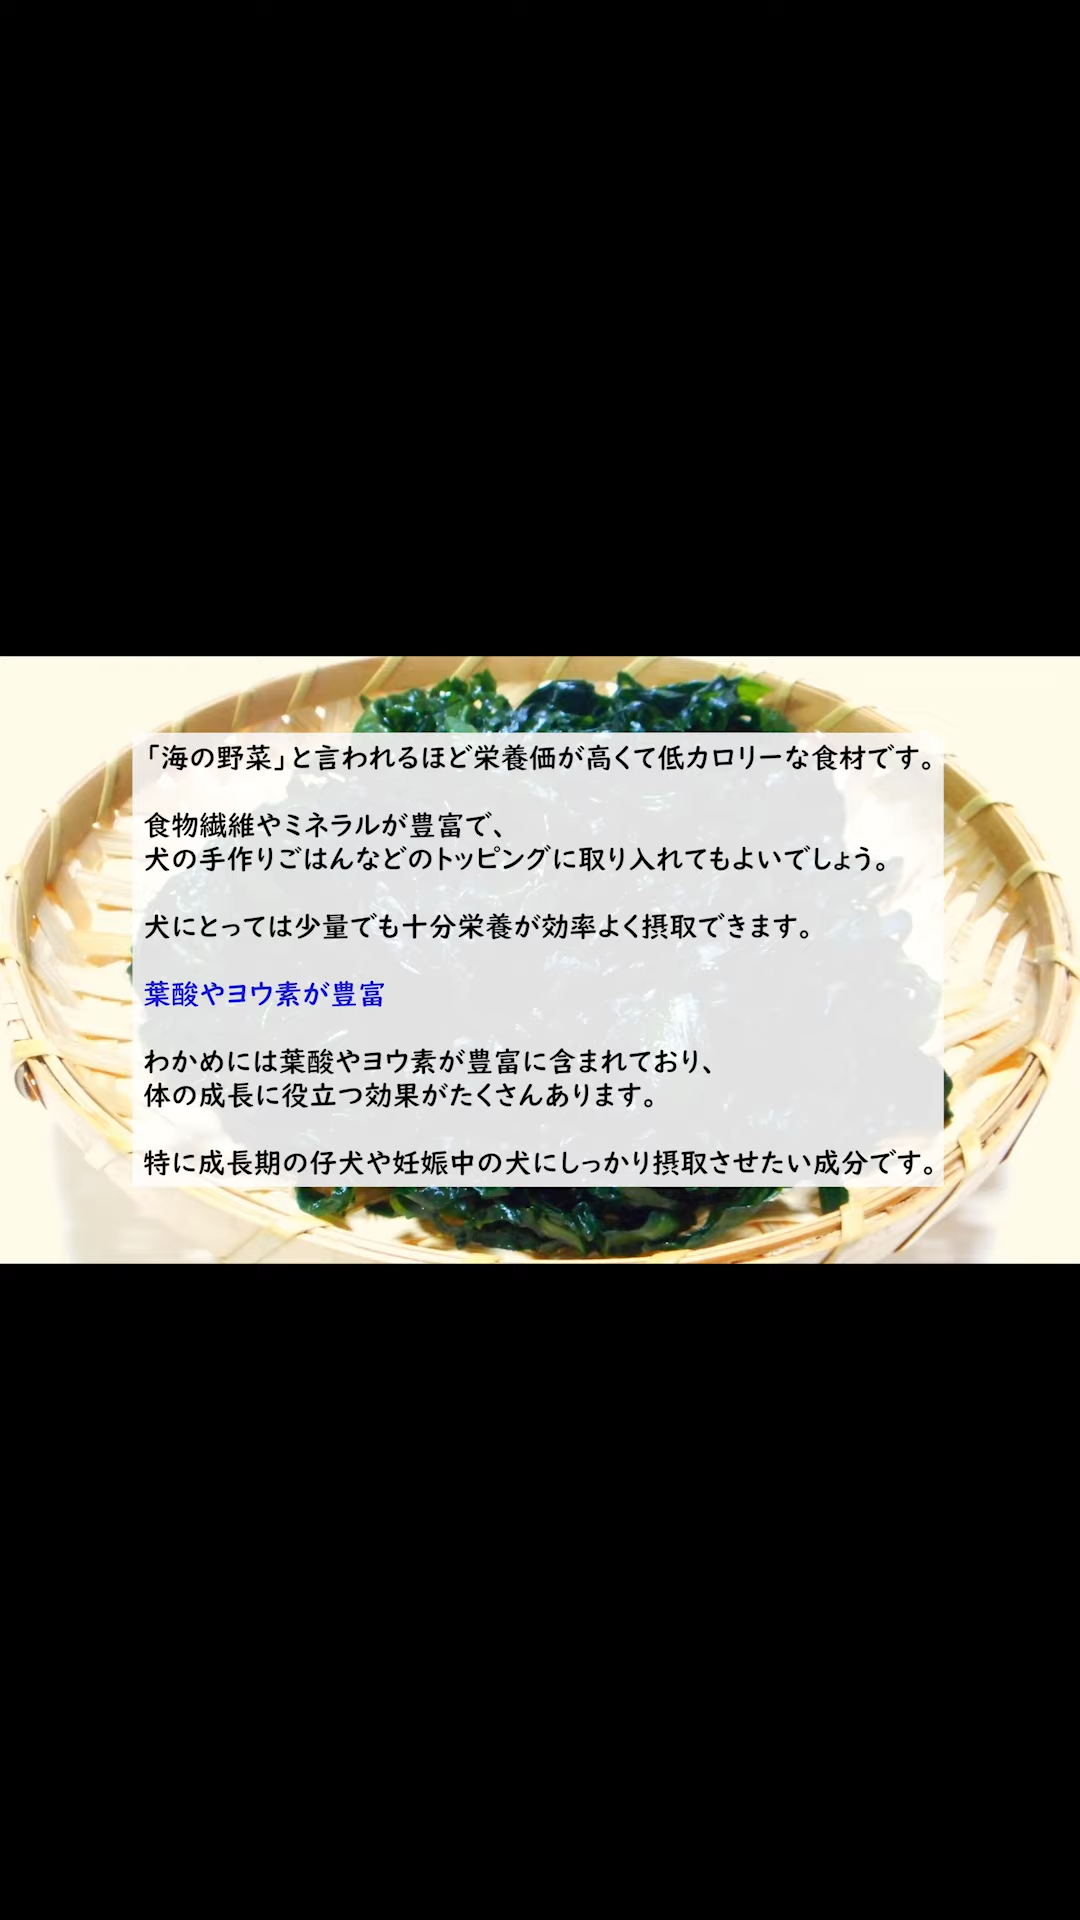 「海の野菜」と言われるほど栄養価が高くて低カロリーな食材です。
食物繊維やミネラルが豊富で、
犬の手作りごはんなどのトッピングに取り入れてもよいでしょう。
犬にとっては少量でも十分栄養が効率よく摂取できます。
葉酸やヨウ素が豊富
わかめには葉酸やヨウ素が豊富に含まれており、
体の成長に役立つ効果がたくさんあります。
特に成長期の仔犬や妊娠中の犬にしっかり摂取させたい成分です。